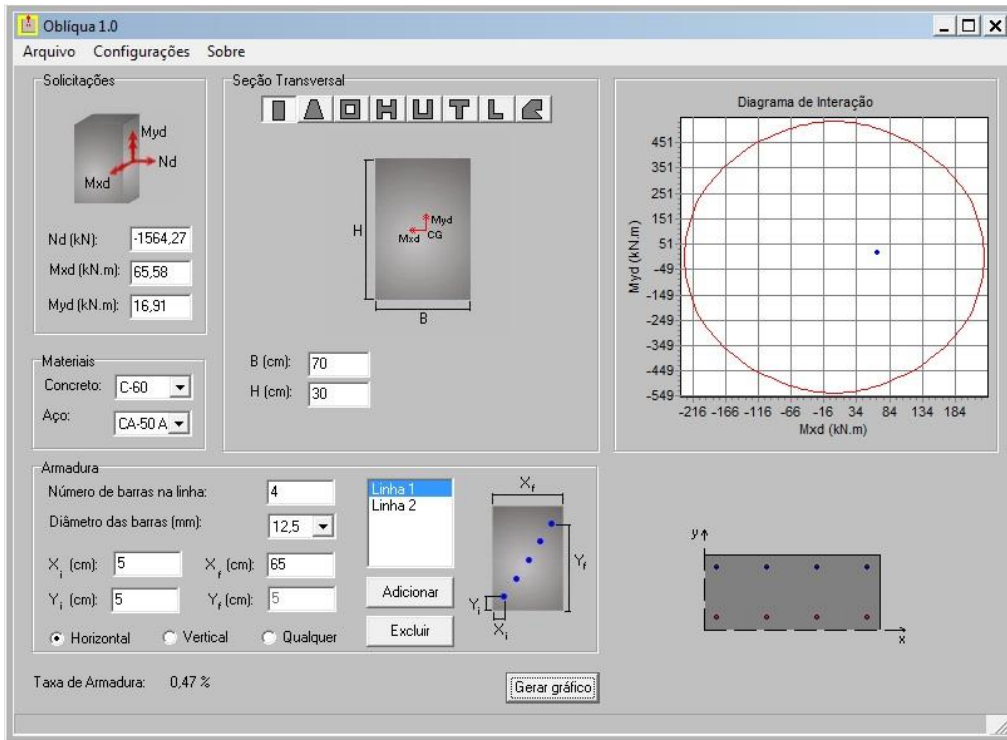 Oblíqua 1.0
Arquivo Configurações Sobre
Solicitações
Myd
Nd
Mxd
Nd (kN): -1564,27
Mxd (kN.m): 65,58
Myd (kN.m): 16,91
Materiais
Concreto: C-60
Aço: CA-50 A
Seção Transversal
H
Myd
Mxd CG
B
B (cm): 70
H (cm): 30
Diagrama de Interação
Myd (kN.m)
451
351
251
151
51
-49
-149
-249
-349
-449
-549
-216 -166 -116 -66 -16 34 84 134 184
Mxd (kN.m)
Armadura
Número de barras na linha: 4
Diâmetro das barras (mm): 12,5
Xi (cm): 5 Xf (cm): 65
Yi (cm): 5 Yf (cm): 5
Horizontal Vertical Qualquer
Linha 1
Linha 2
Adicionar
Excluir
Xf
Yf
Yi
Xi
y
x
Taxa de Armadura: 0,47 %
Gerar gráfico